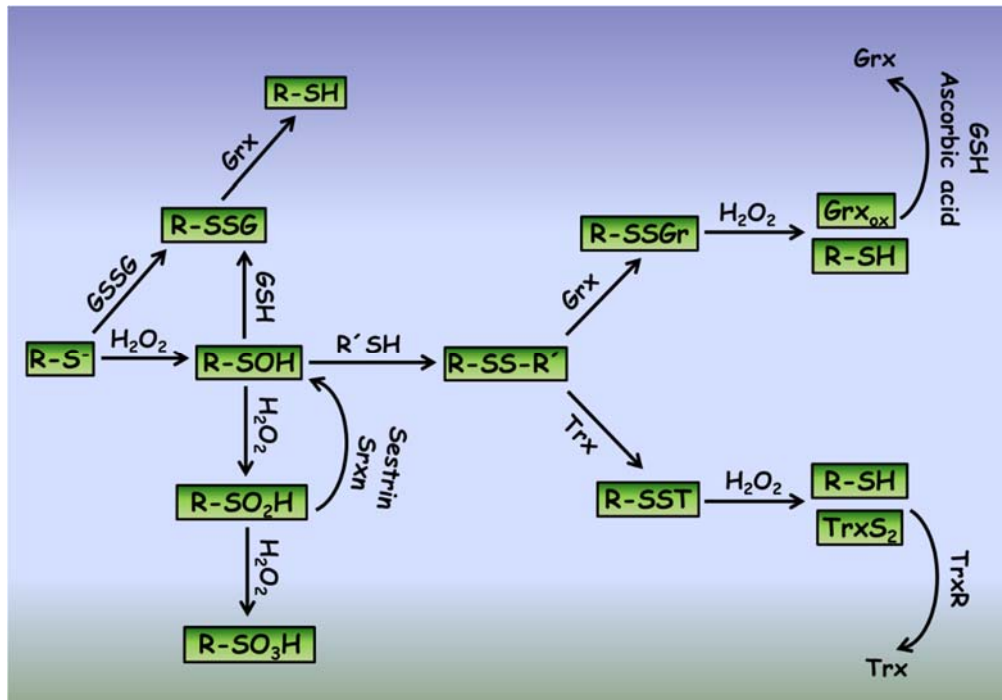 Grx
GSH
Ascorbic acid
R-SH
Grx
R-SSG
R-SSGr
H₂O₂
Grxₒₓ
R-SH
GSSG
GSH
Grx
R-S⁻
H₂O₂
R-SOH
R´SH
R-SS-R´
H₂O₂
Sestrin
Srxn
Trx
R-SO₂H
R-SST
H₂O₂
R-SH
TrxS₂
H₂O₂
TrxR
R-SO₃H
Trx